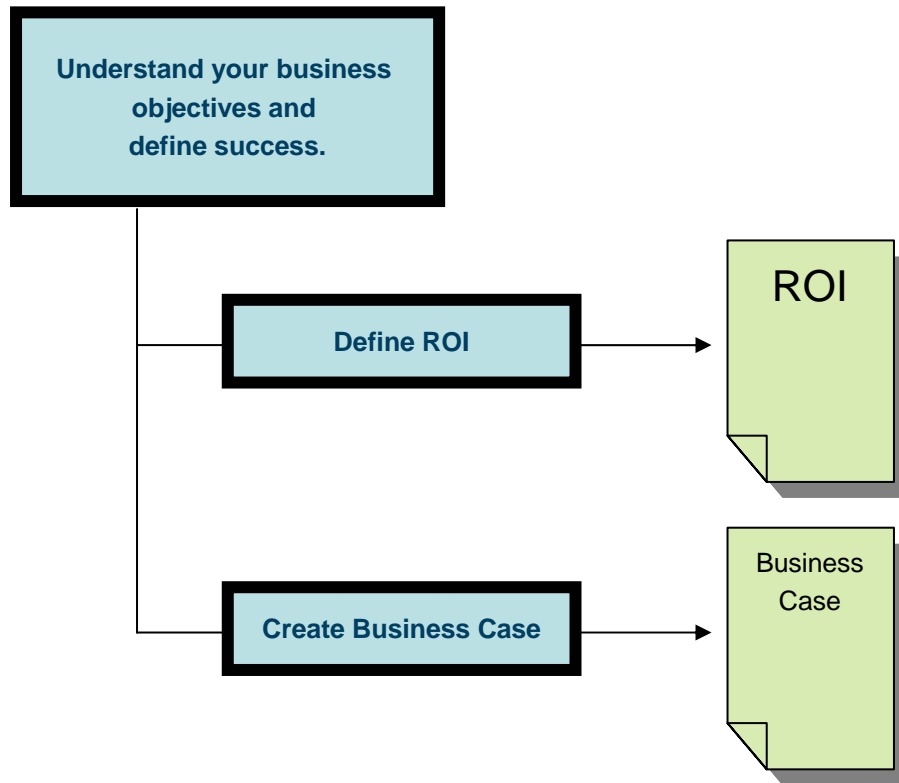 Understand your business
objectives and
define success.
ROI
Define ROI
Business
Case
Create Business Case